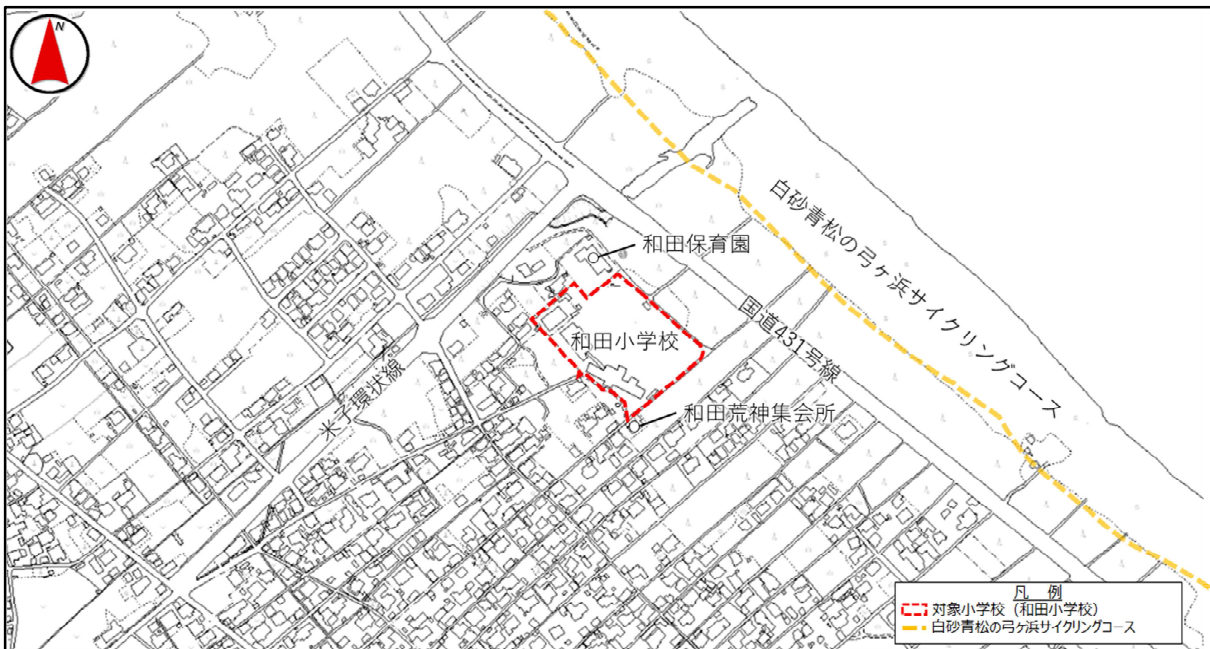 N
和田保育園
白砂青松の弓ヶ浜サイクリングコース
国道431号線
和田小学校
米子環状線
和田荒神集会所
凡 例
対象小学校（和田小学校）
白砂青松の弓ヶ浜サイクリングコース